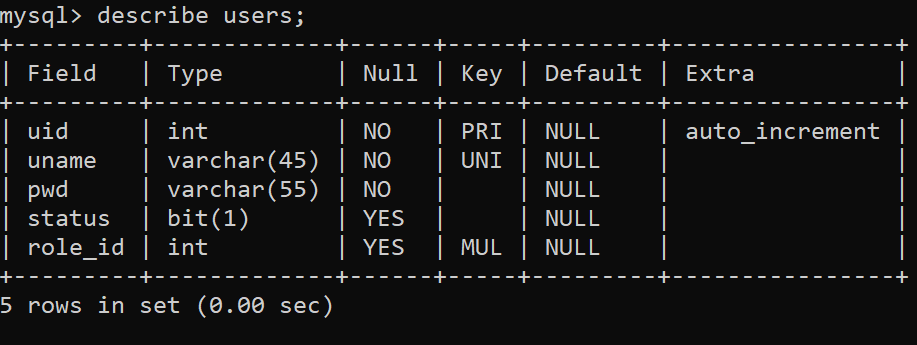 mysql> describe users;
+---------+-------------+------+-----+---------+----------------+
| Field   | Type        | Null | Key | Default | Extra          |
+---------+-------------+------+-----+---------+----------------+
| uid     | int         | NO   | PRI | NULL    | auto_increment |
| uname   | varchar(45) | NO   | UNI | NULL    |                |
| pwd     | varchar(55) | NO   |     | NULL    |                |
| status  | bit(1)      | YES  |     | NULL    |                |
| role_id | int         | YES  | MUL | NULL    |                |
+---------+-------------+------+-----+---------+----------------+
5 rows in set (0.00 sec)